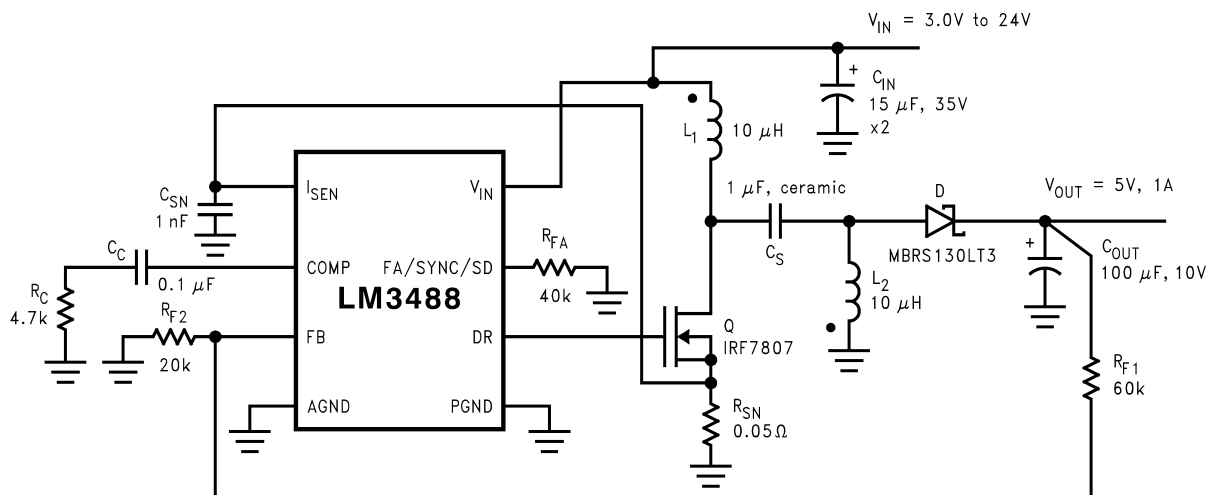 V_IN = 3.0V to 24V
+
C_IN
15 μF, 35V
x2
L_1
10 μH
I_SEN
V_IN
C_SN
1 nF
1 μF, ceramic
C_S
D
MBRS130LT3
V_OUT = 5V, 1A
+
C_OUT
100 μF, 10V
C_C
0.1 μF
COMP
FA/SYNC/SD
R_FA
40k
L_2
10 μH
LM3488
R_C
4.7k
R_F2
20k
FB
DR
Q
IRF7807
R_F1
60k
AGND
PGND
R_SN
0.05Ω